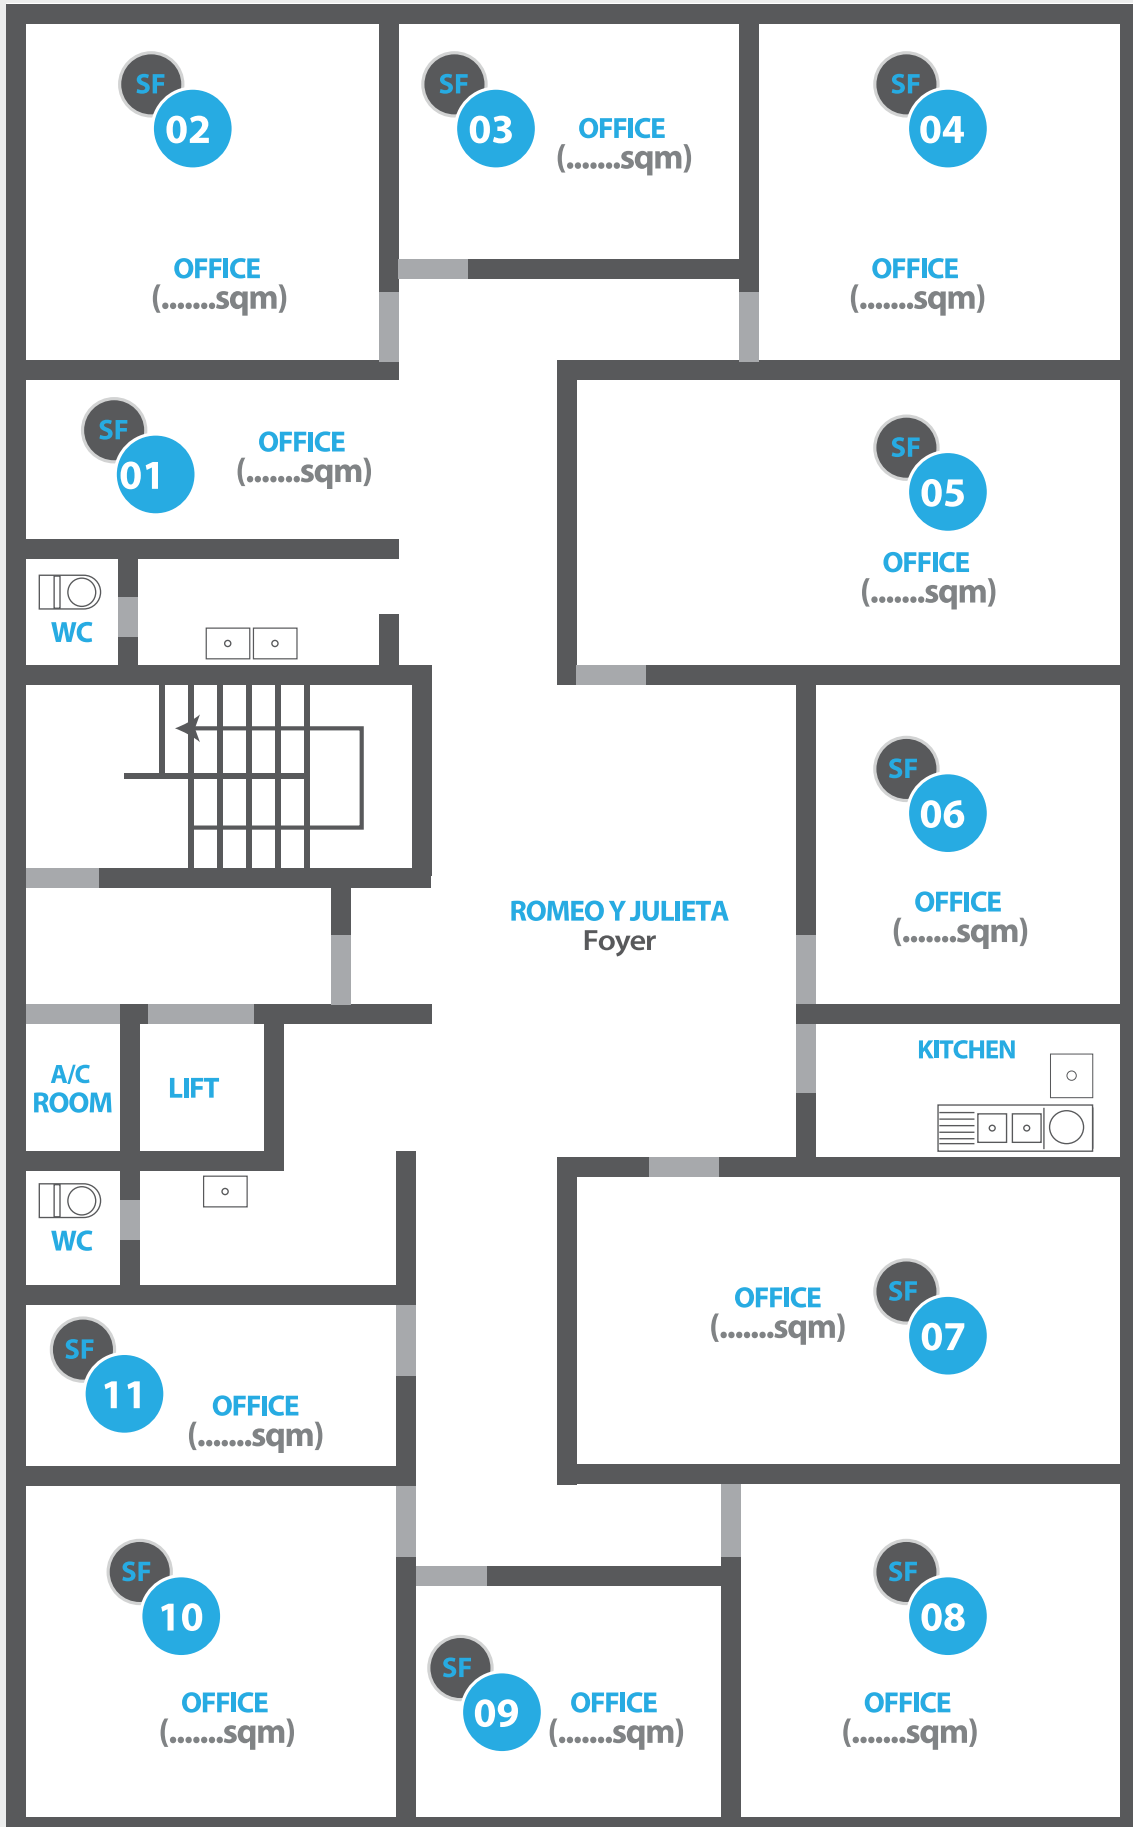 SF
02
OFFICE
(.......sqm)
SF
03
OFFICE
(.......sqm)
SF
04
OFFICE
(.......sqm)
SF
01
OFFICE
(.......sqm)
SF
05
OFFICE
(.......sqm)
WC
SF
06
OFFICE
(.......sqm)
ROMEO Y JULIETA
Foyer
KITCHEN
A/C
ROOM
LIFT
WC
SF
07
OFFICE
(.......sqm)
SF
11
OFFICE
(.......sqm)
SF
10
OFFICE
(.......sqm)
SF
09
OFFICE
(.......sqm)
SF
08
OFFICE
(.......sqm)